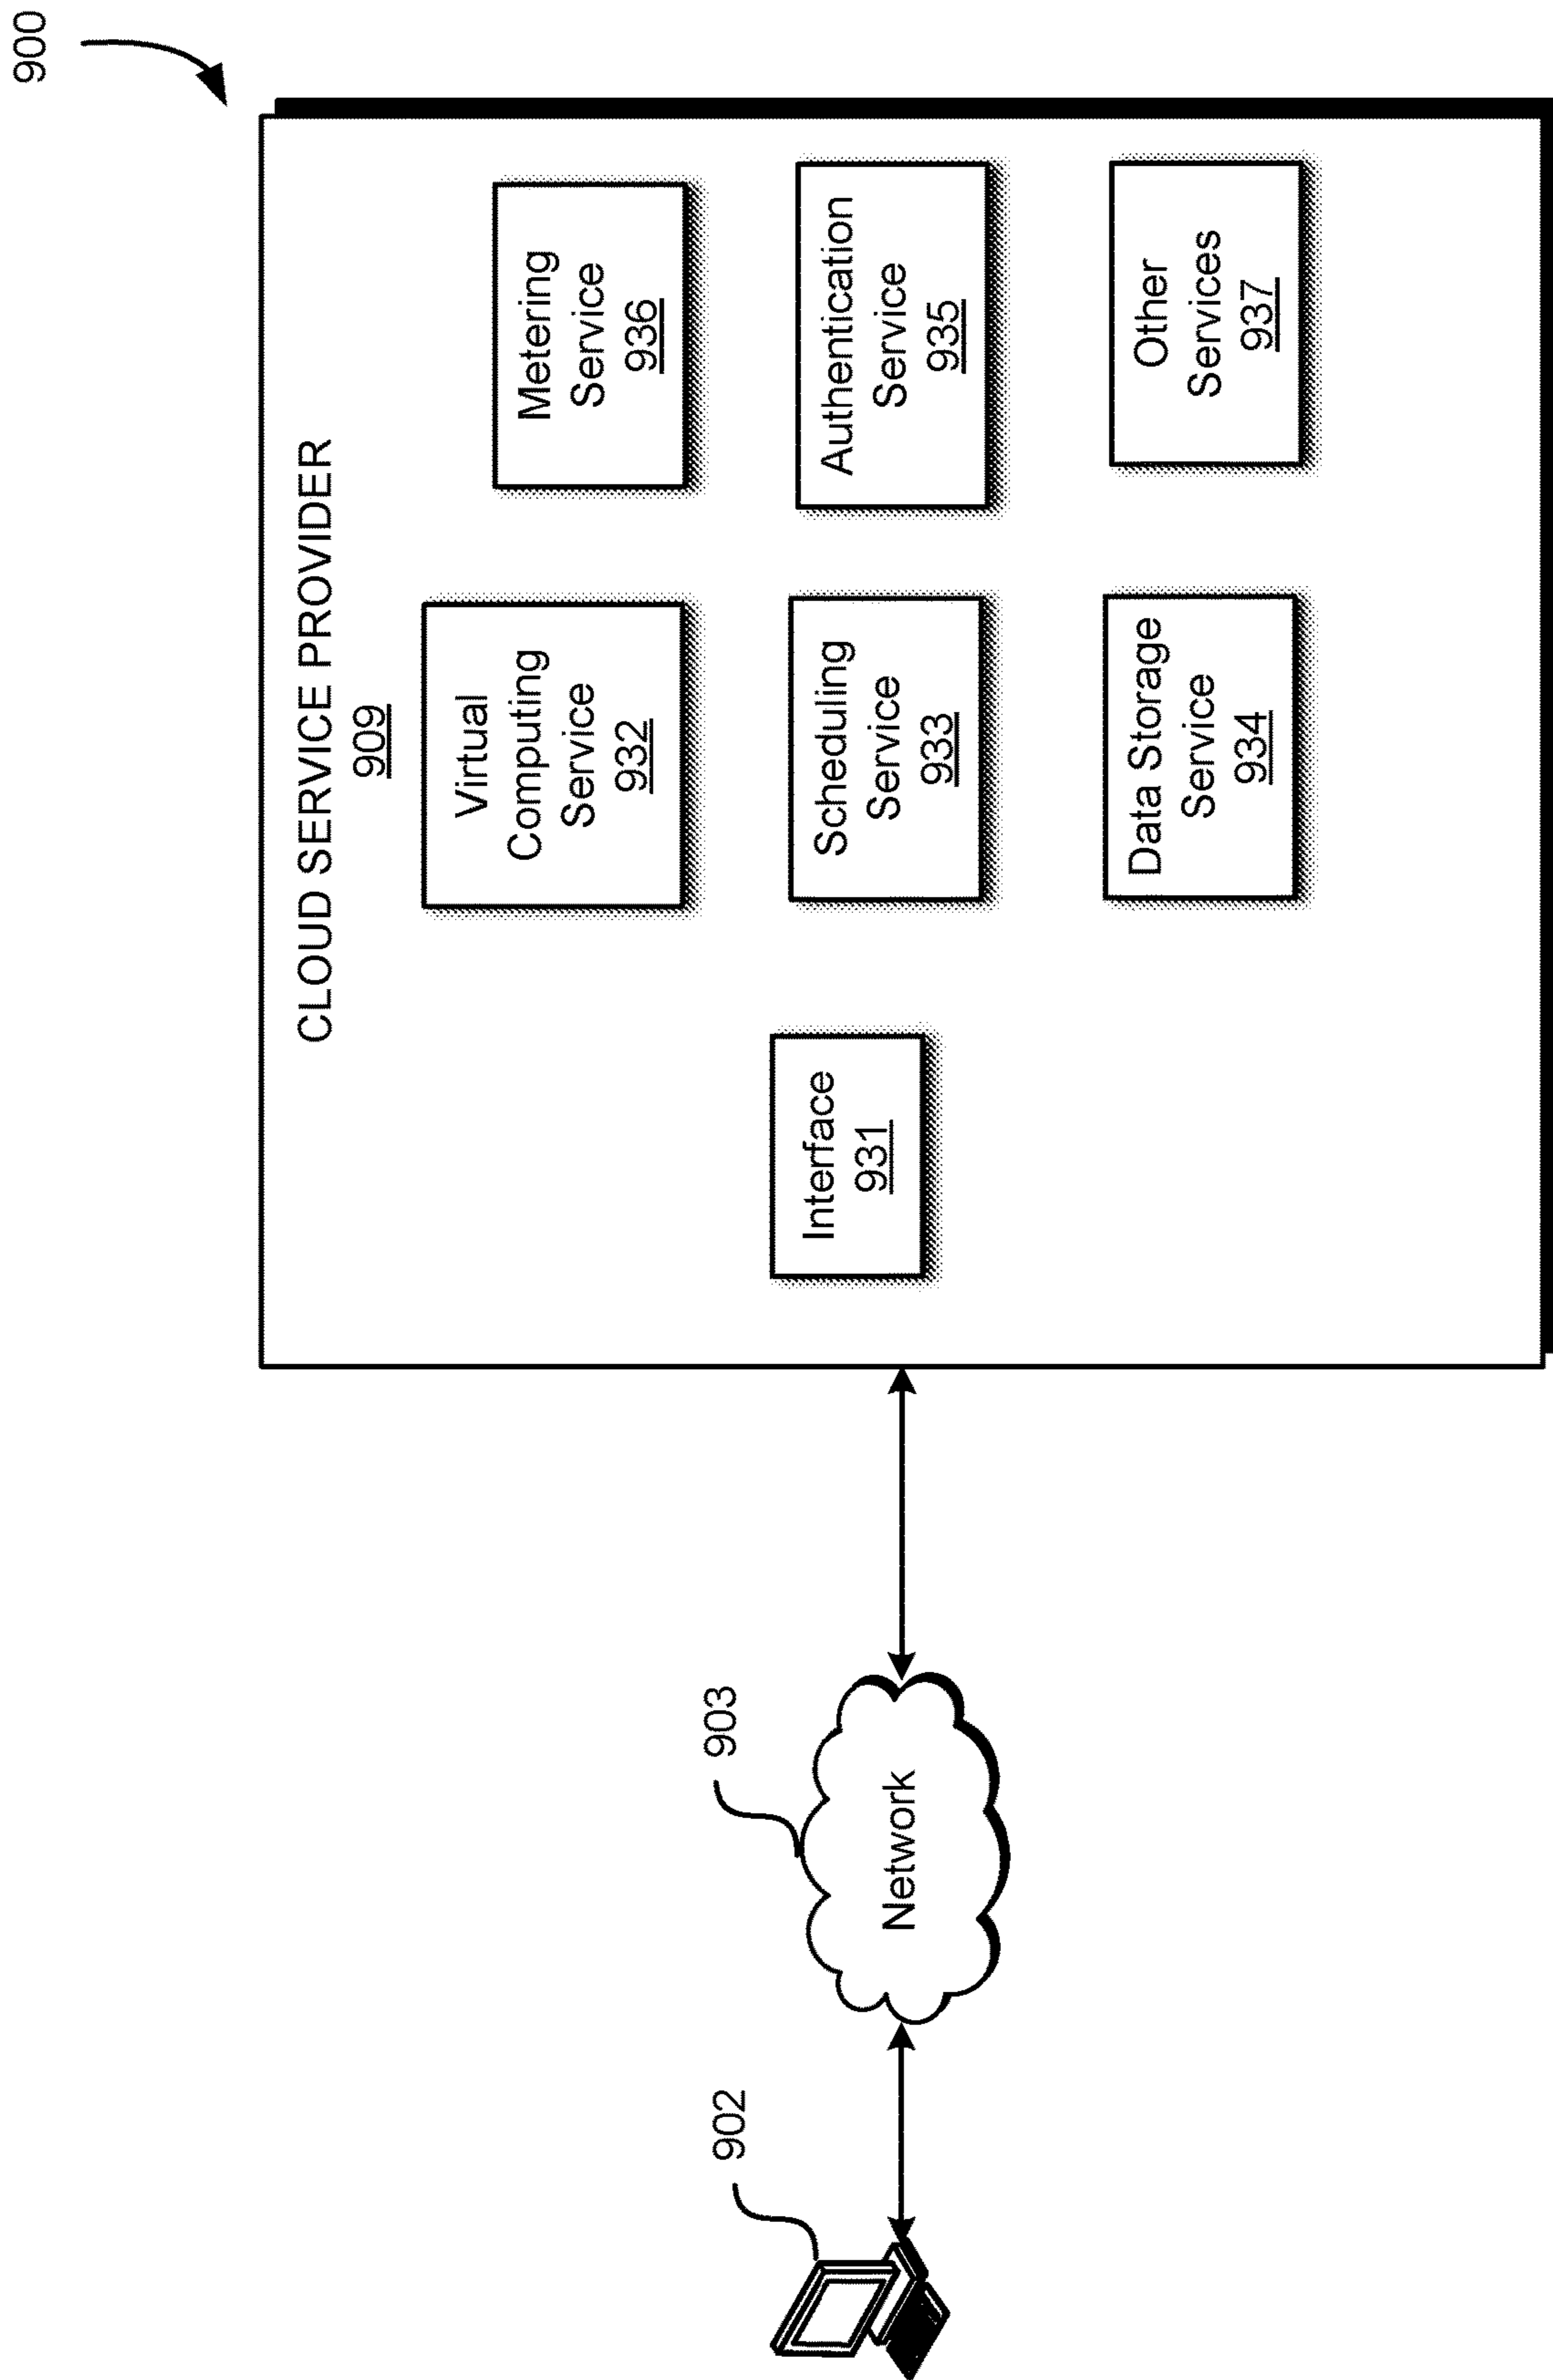 900
CLOUD SERVICE PROVIDER
909
Virtual
Computing
Service
932
Metering
Service
936
Interface
931
Scheduling
Service
933
Authentication
Service
935
Data Storage
Service
934
Other
Services
937
902
903
Network